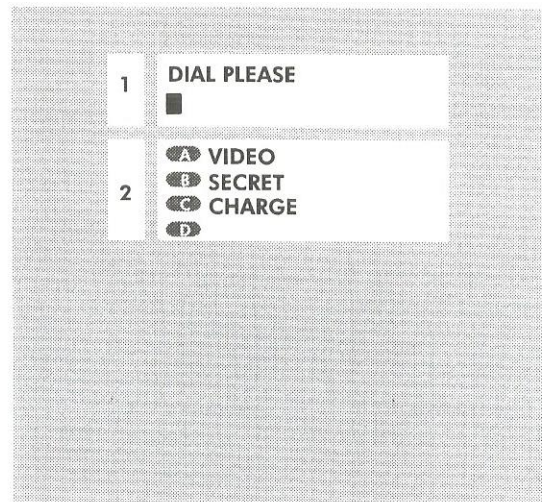 1
DIAL PLEASE
2
A VIDEO
B SECRET
C CHARGE
D